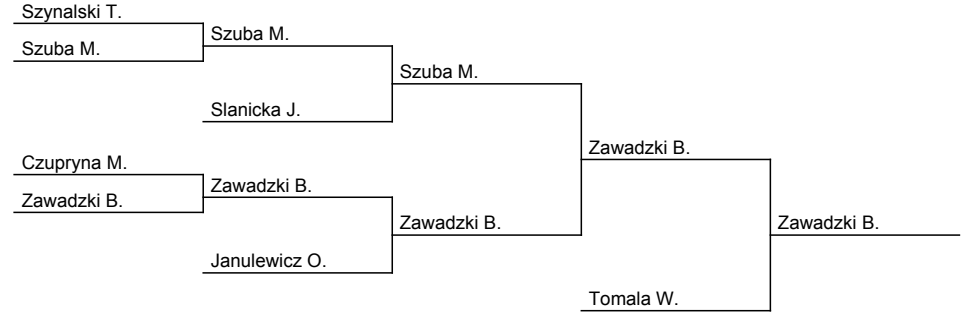 Szynalski T.
Szuba M.
Szuba M.
Szuba M.
Slanicka J.
Zawadzki B.
Czupryna M.
Zawadzki B.
Zawadzki B.
Zawadzki B.
Zawadzki B.
Janulewicz O.
Tomala W.